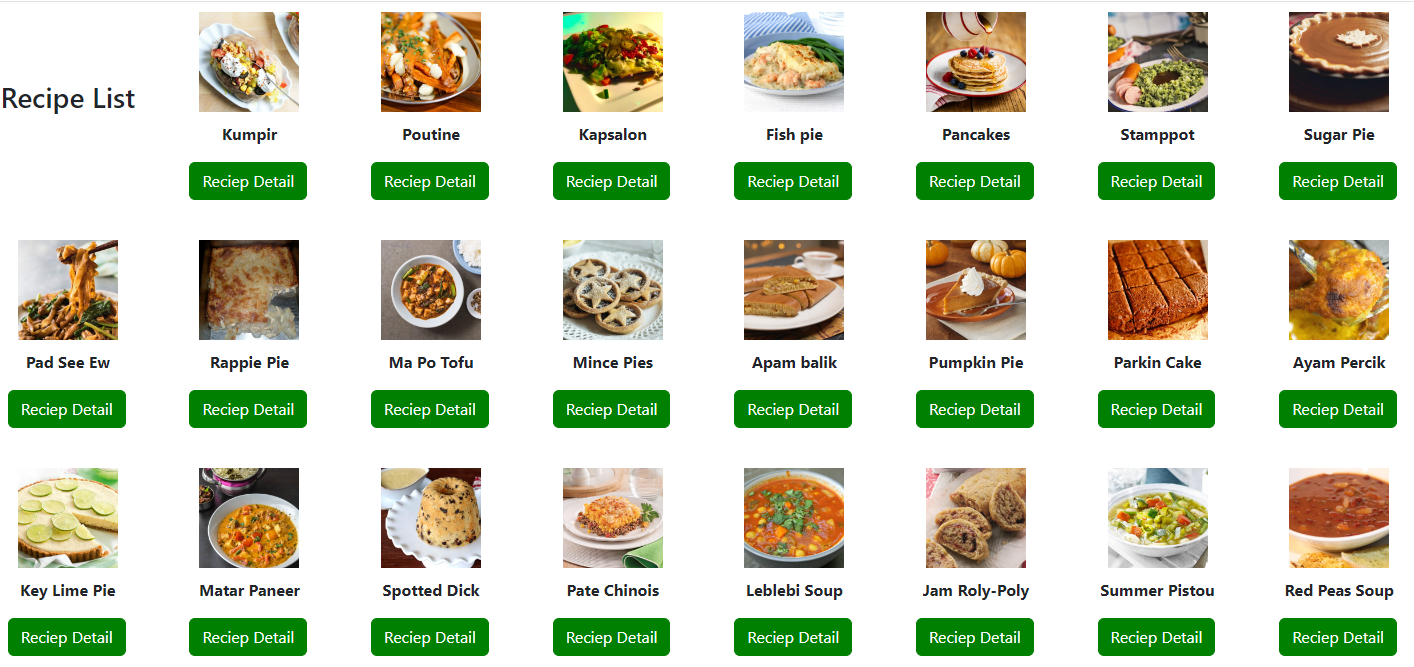 Recipe List
Kumpir Poutine Kapsalon Fish pie Pancakes Stamppot Sugar Pie
Reciep Detail Reciep Detail Reciep Detail Reciep Detail Reciep Detail Reciep Detail Reciep Detail
Pad See Ew Rappie Pie Ma Po Tofu Mince Pies Apam balik Pumpkin Pie Parkin Cake Ayam Percik
Reciep Detail Reciep Detail Reciep Detail Reciep Detail Reciep Detail Reciep Detail Reciep Detail Reciep Detail
Key Lime Pie Matar Paneer Spotted Dick Pate Chinois Leblebi Soup Jam Roly-Poly Summer Pistou Red Peas Soup
Reciep Detail Reciep Detail Reciep Detail Reciep Detail Reciep Detail Reciep Detail Reciep Detail Reciep Detail